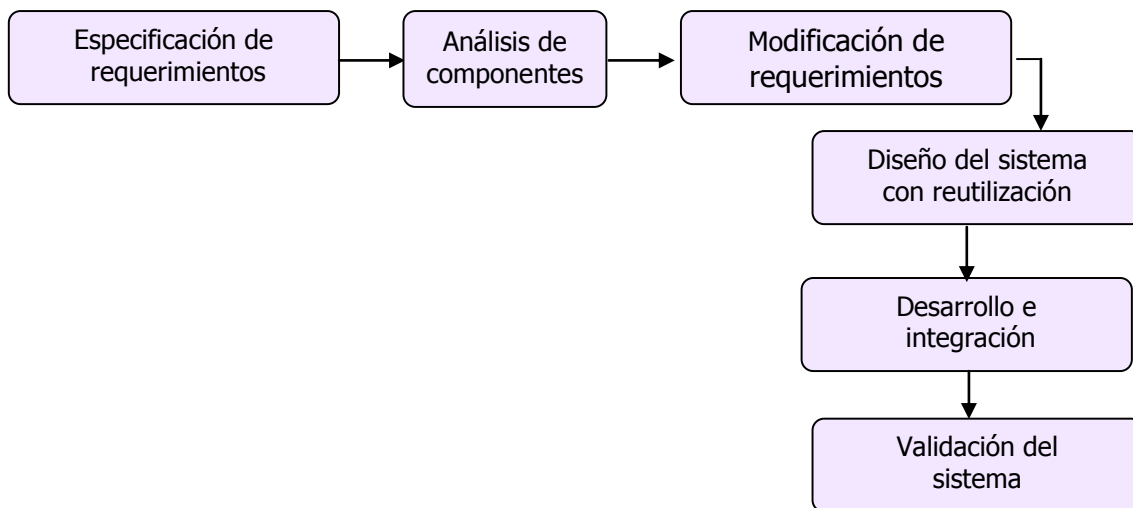 Especificación de
requerimientos
Análisis de
componentes
Modificación de
requerimientos
Diseño del sistema
con reutilización
Desarrollo e
integración
Validación del
sistema